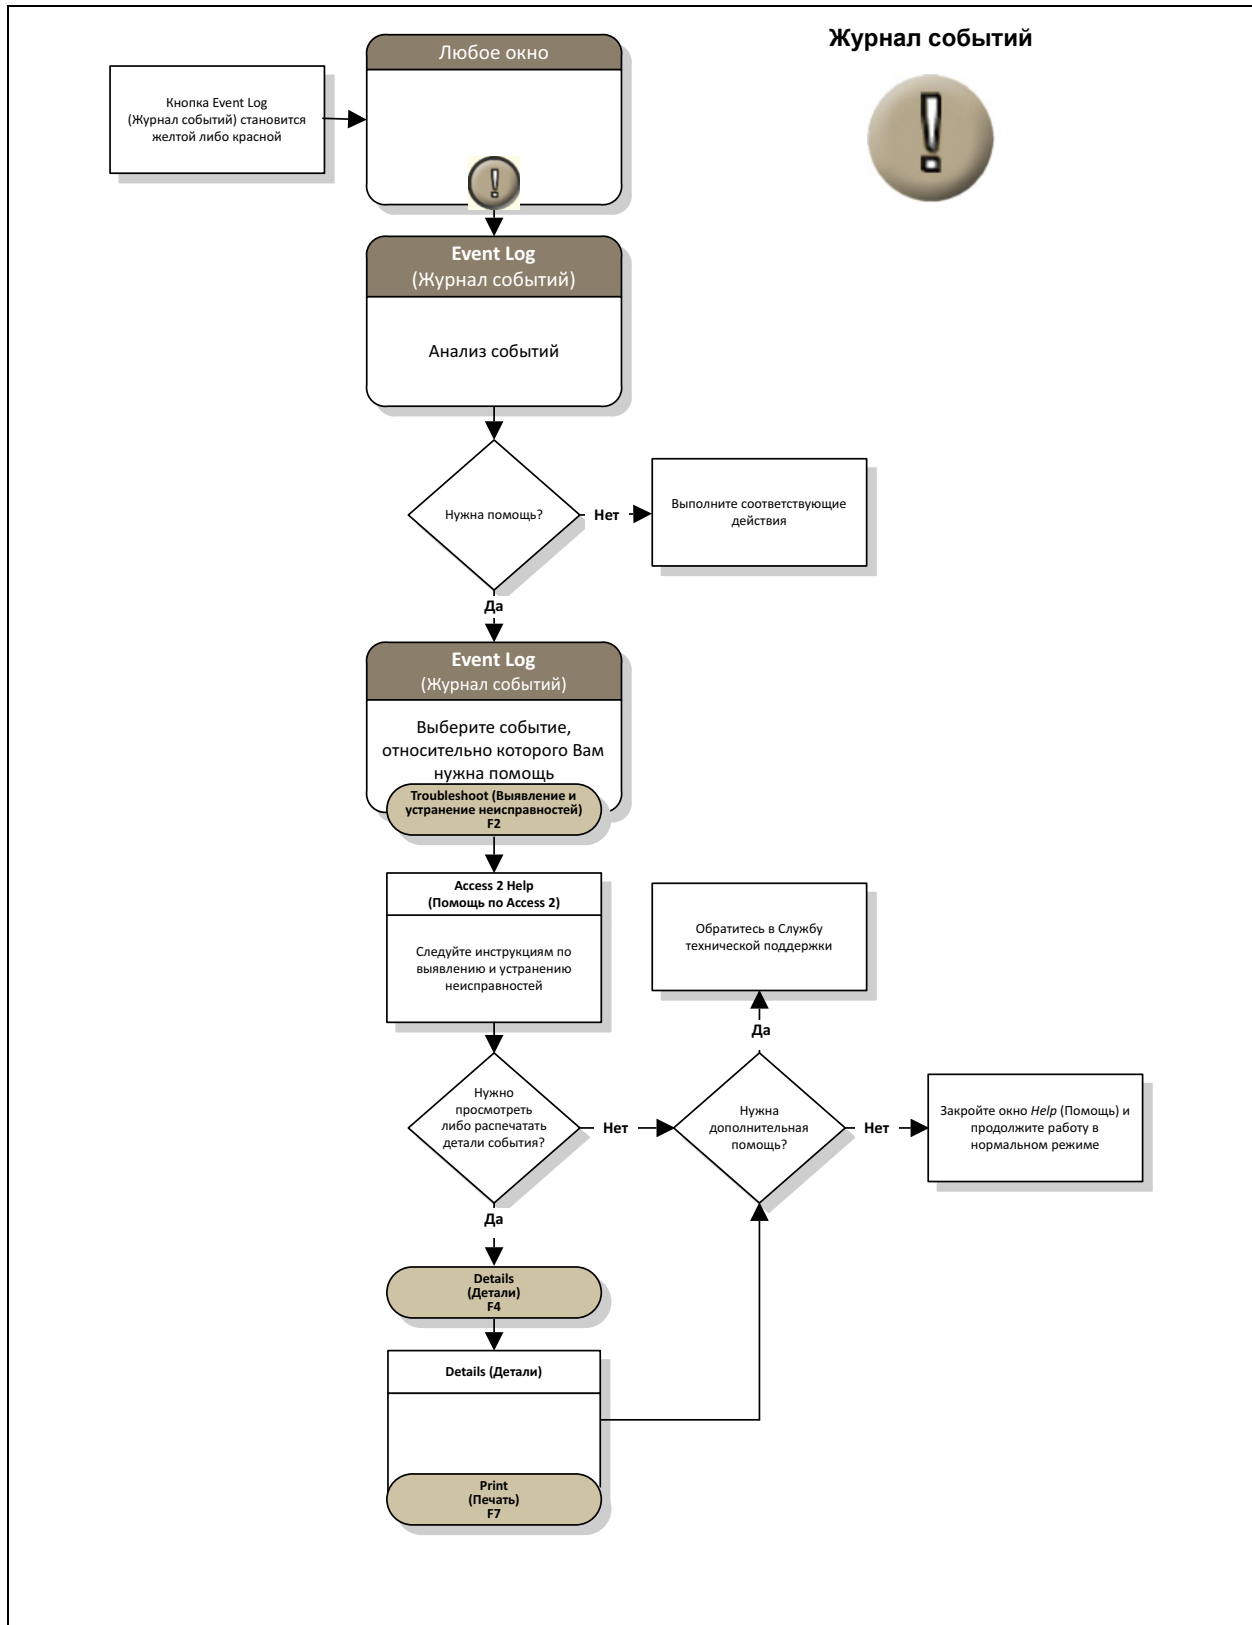 Журнал событий
Любое окно
Кнопка Event Log
(Журнал событий) становится
желтой либо красной
Event Log
(Журнал событий)
Анализ событий
Нужна помощь?
Нет
Выполните соответствующие
действия
Да
Event Log
(Журнал событий)
Выберите событие,
относительно которого Вам
нужна помощь
Troubleshoot (Выявление и
устранение неисправностей)
F2
Access 2 Help
(Помощь по Access 2)
Следуйте инструкциям по
выявлению и устранению
неисправностей
Обратитесь в Службу
технической поддержки
Да
Нужно
просмотреть
либо распечатать
детали события?
Нет
Нужна
дополнительная
помощь?
Нет
Закройте окно Help (Помощь) и
продолжите работу в
нормальном режиме
Да
Details
(Детали)
F4
Details (Детали)
Print
(Печать)
F7